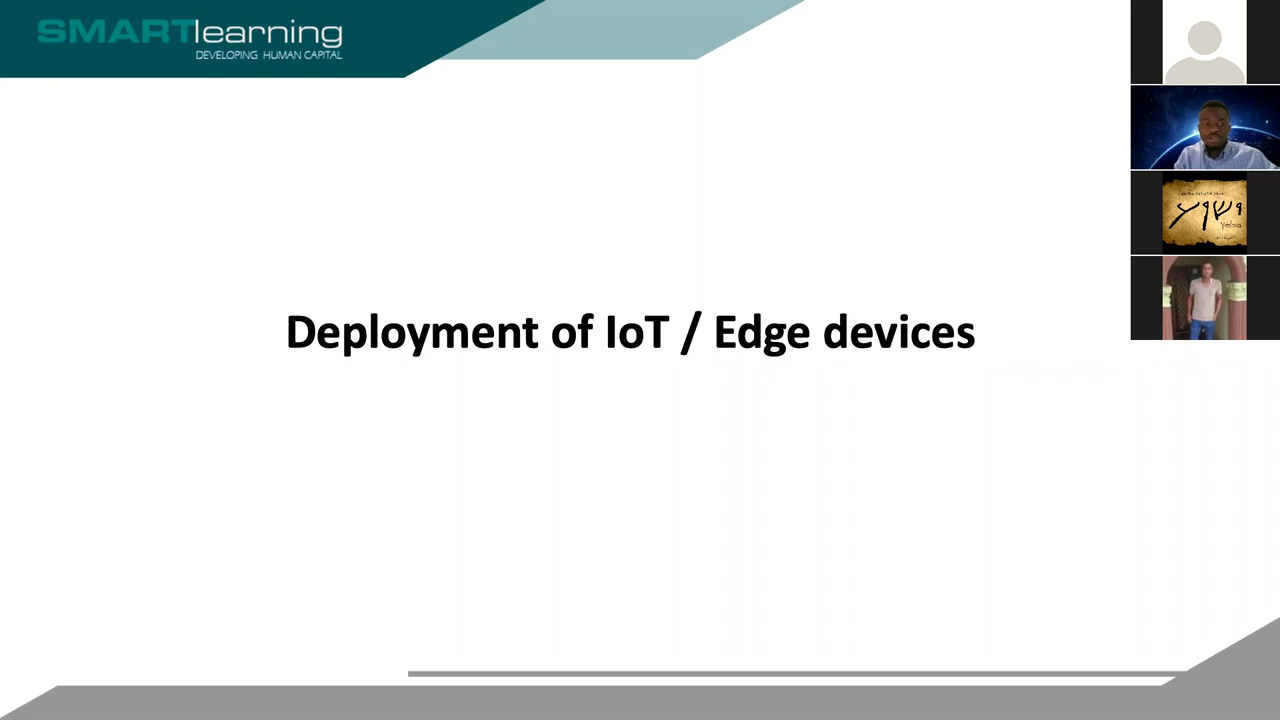 SMARTlearning
DEVELOPING HUMAN CAPITAL
Deployment of IoT / Edge devices